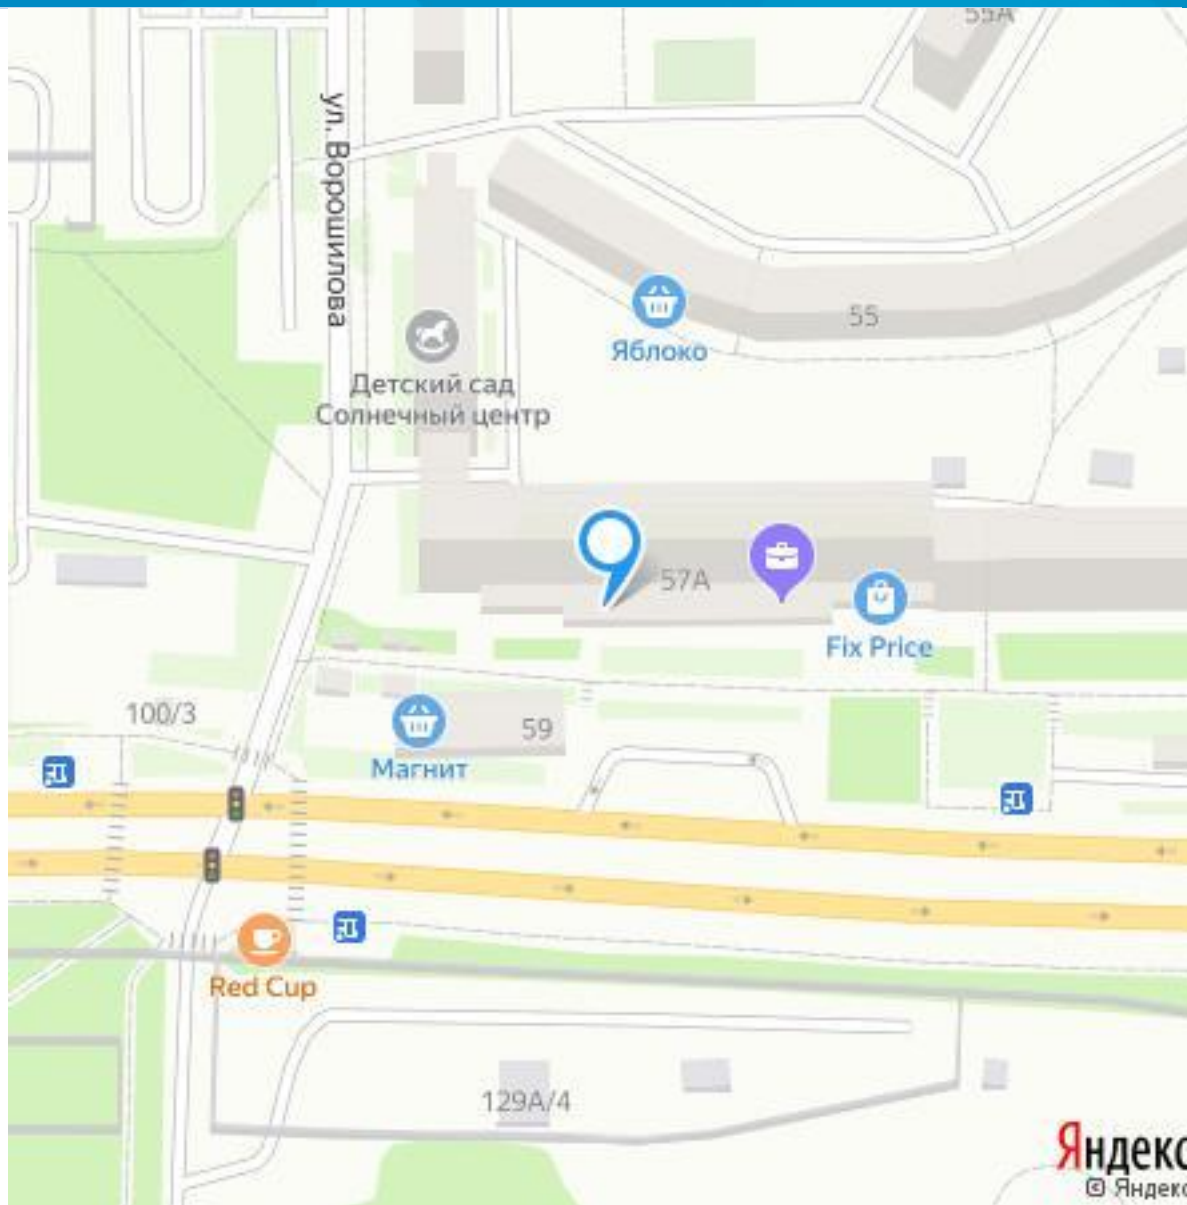 55А
ул. Ворошилова
55
Яблоко
Детский сад
Солнечный центр
57А
Fix Price
100/3
59
Магнит
Red Cup
129А/4
Яндекс
© Яндекс